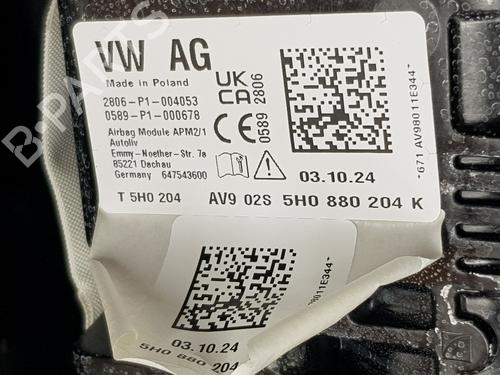 VW AG
Made in Poland
2806-P1-004053
0589-P1-000678
UK
CA
2806
CE
0589
Airbag Module APM2/1
Autoliv
Emmy-Noether-Str. 7a
85221 Dachau
Germany 647543600
03.10.24
-671 AV98011E344-
T 5H0 204
AV9 02S
5H0 880 204 K
03.10.24
5H0 880 204
B-PARTS